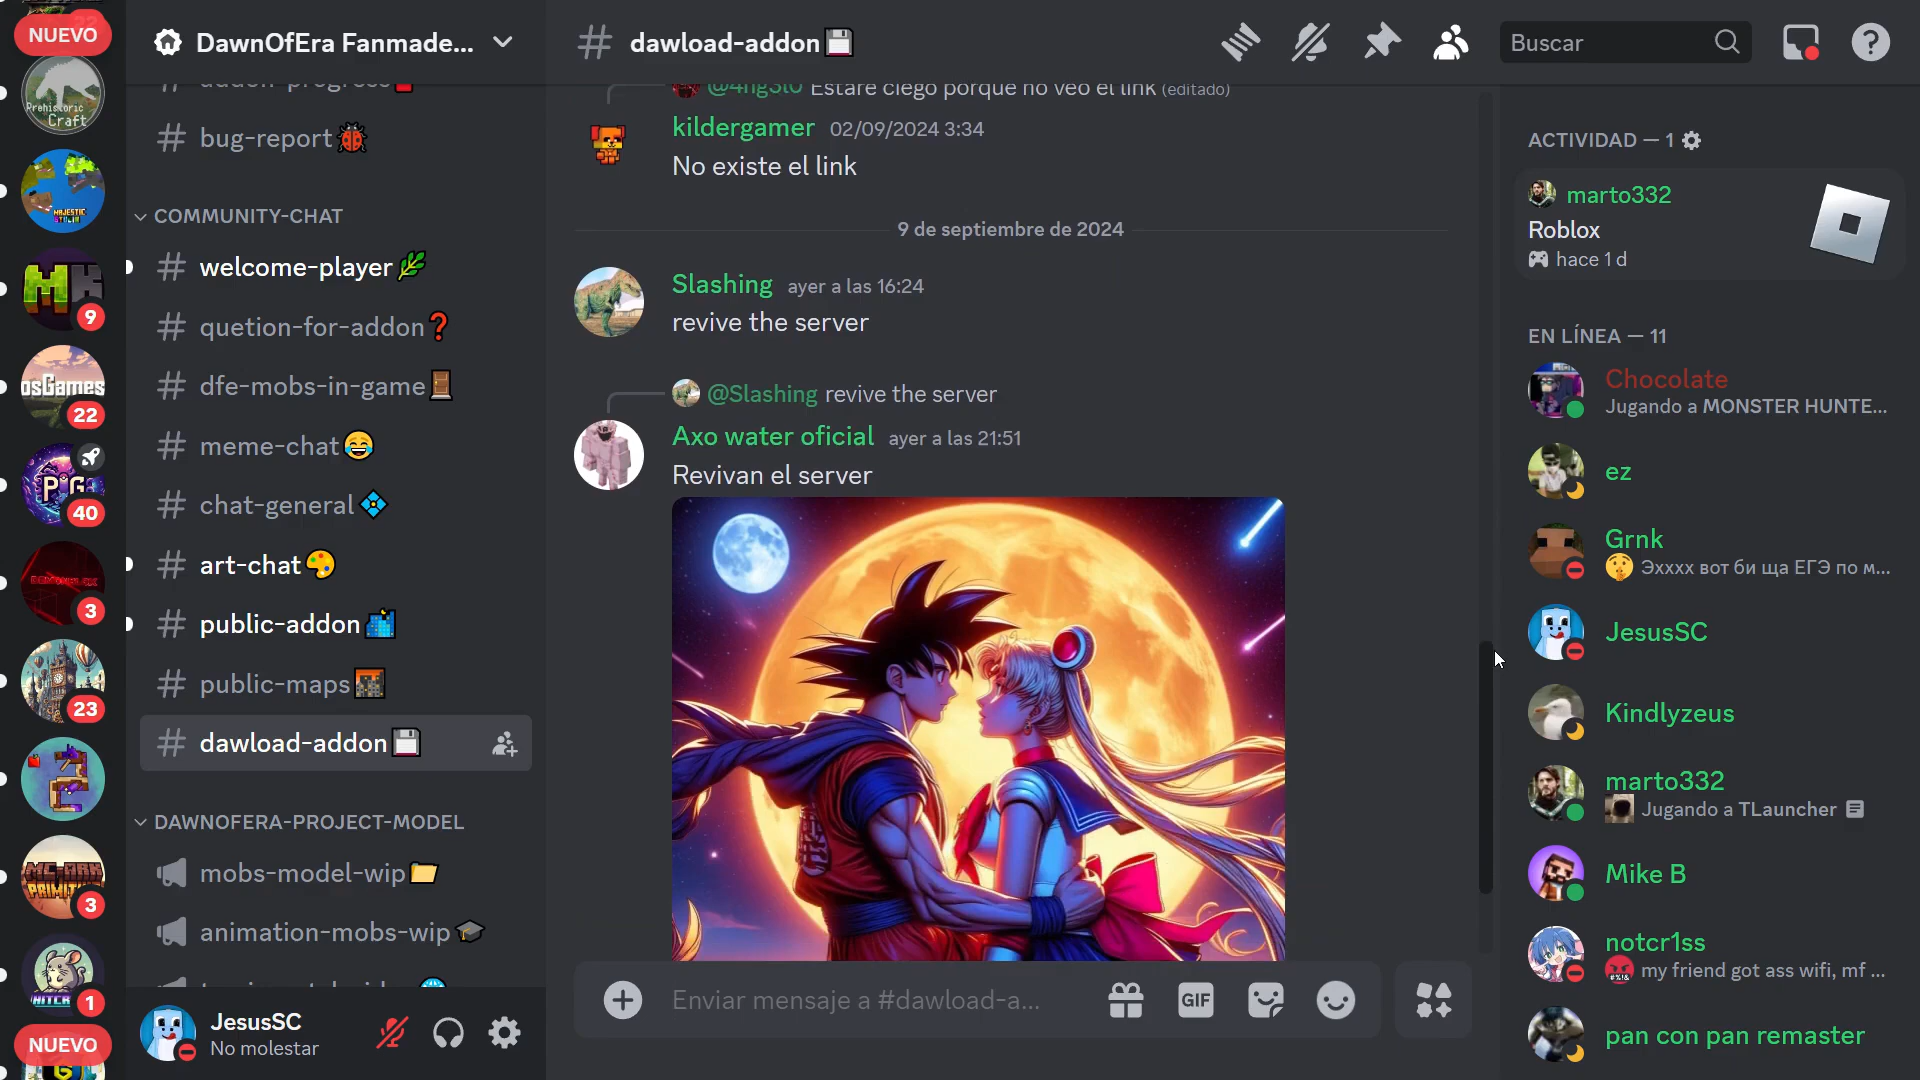 NUEVO
Prehistoric
Craft
MAJESTIC
9
osGames
22
40
3
23
3
1
NUEVO
DawnOfEra Fanmade...
bug-report🐞
COMMUNITY-CHAT
welcome-player🌿
quetion-for-addon❓
dfe-mobs-in-game🚪
meme-chat😂
chat-general💠
art-chat🎨
public-addon🌃
public-maps🌆
dawload-addon💾
DAWNOFERA-PROJECT-MODEL
mobs-model-wip📁
animation-mobs-wip🎓
JesusSC
No molestar
dawload-addon💾
Buscar
@4ng3l0 Estare ciego porque no veo el link (editado)
kildergamer 02/09/2024 3:34
No existe el link
9 de septiembre de 2024
Slashing ayer a las 16:24
revive the server
@Slashing revive the server
Axo water oficial ayer a las 21:51
Revivan el server
Enviar mensaje a #dawload-a...
GIF
ACTIVIDAD — 1
marto332
Roblox
hace 1 d
EN LÍNEA — 11
Chocolate
Jugando a MONSTER HUNTE...
ez
Grnk
Эхххх вот би ща ЕГЭ по м...
JesusSC
Kindlyzeus
marto332
Jugando a TLauncher
Mike B
notcr1ss
my friend got ass wifi, mf ...
pan con pan remaster